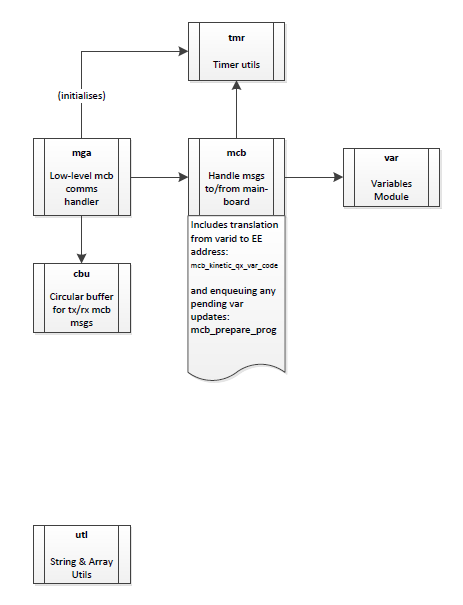 tmr
Timer utils
(initialises)
mga
Low-level mcb
comms
handler
mcb
Handle msgs
to/from main-
board
var
Variables
Module
Includes translation
from varid to EE
address:
mcb_kinetic_qx_var_code
and enqueuing any
pending var
updates:
mcb_prepare_prog
cbu
Circular buffer
for tx/rx mcb
msgs
utl
String & Array
Utils